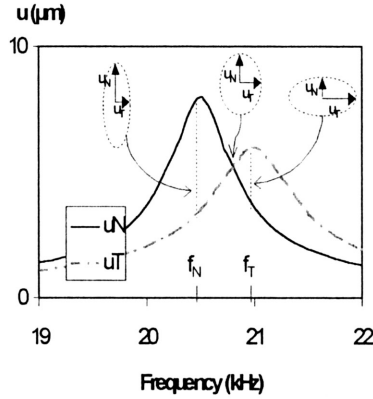 u (µm)
10
u_N u_T
u_N u_T
u_N u_T
uN
uT
f_N f_T
0
19 20 21 22
Frequency (kHz)